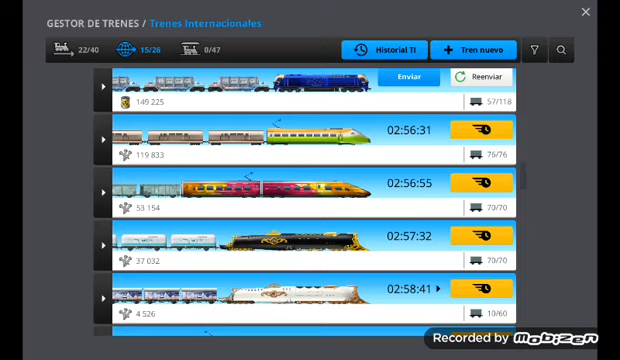 GESTOR DE TRENES / Trenes Internacionales
22/40 15/26 0/47 Historial TI + Tren nuevo
Enviar Reenviar
149 225 57/118
02:56:31
119 833 76/76
02:56:55
53 154 70/70
02:57:32
37 032 70/70
02:58:41
4 526 10/60
Recorded by mobizen